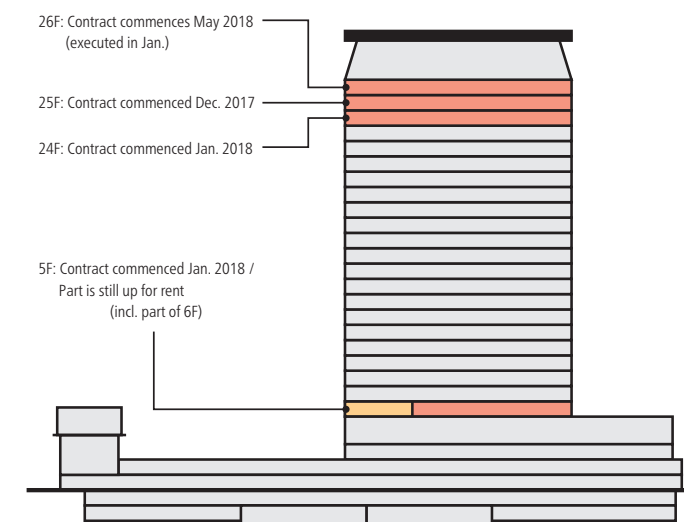 26F: Contract commences May 2018
(executed in Jan.)
25F: Contract commenced Dec. 2017
24F: Contract commenced Jan. 2018
5F: Contract commenced Jan. 2018 /
Part is still up for rent
(incl. part of 6F)